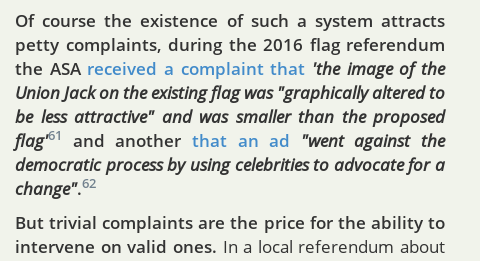 Of course the existence of such a system attracts
petty complaints, during the 2016 flag referendum
the ASA received a complaint that 'the image of the
Union Jack on the existing flag was "graphically altered to
be less attractive" and was smaller than the proposed
flag'61 and another that an ad "went against the
democratic process by using celebrities to advocate for a
change".62
But trivial complaints are the price for the ability to
intervene on valid ones. In a local referendum about